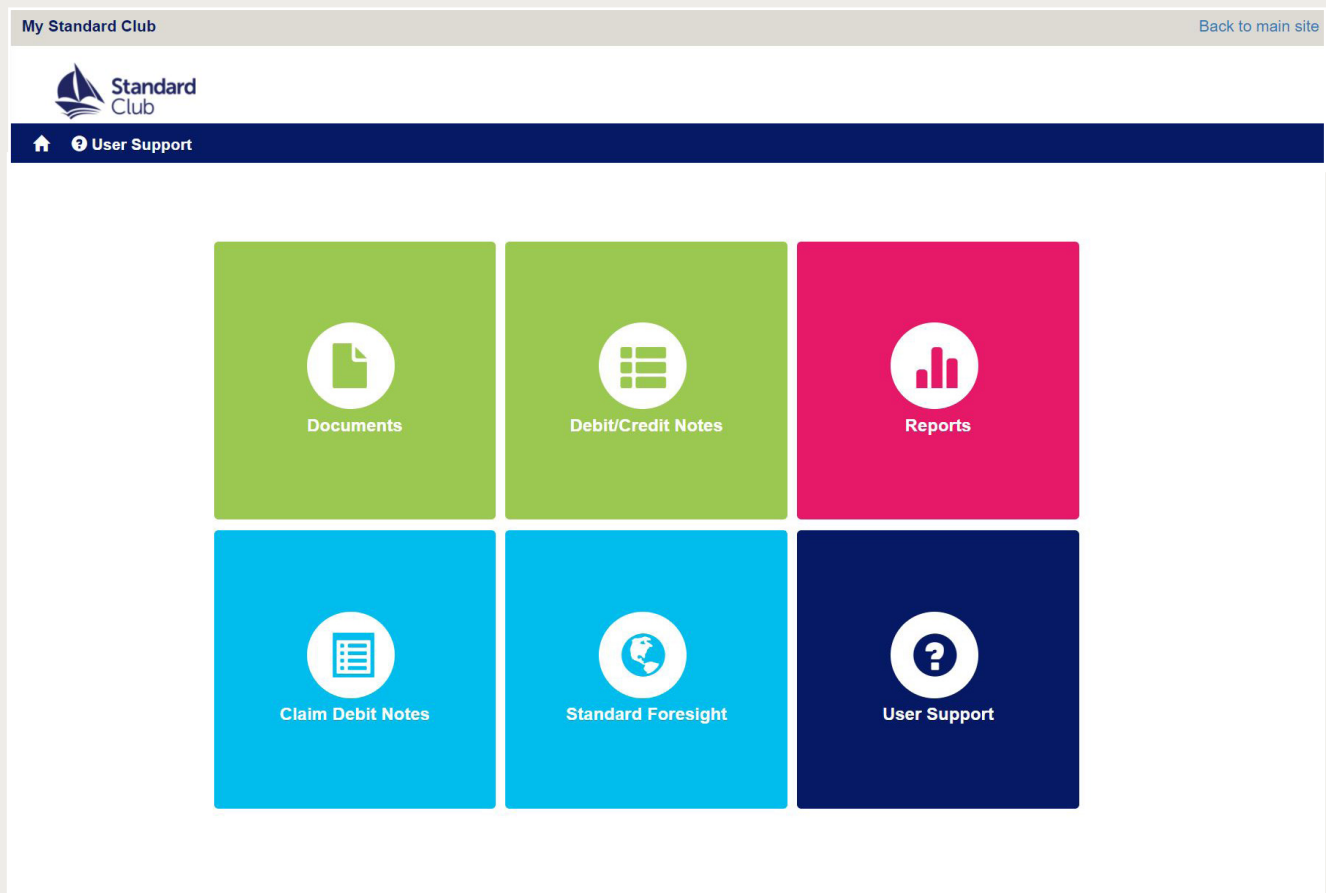 My Standard Club
Back to main site
Standard
Club
User Support
Documents
Debit/Credit Notes
Reports
Claim Debit Notes
Standard Foresight
User Support